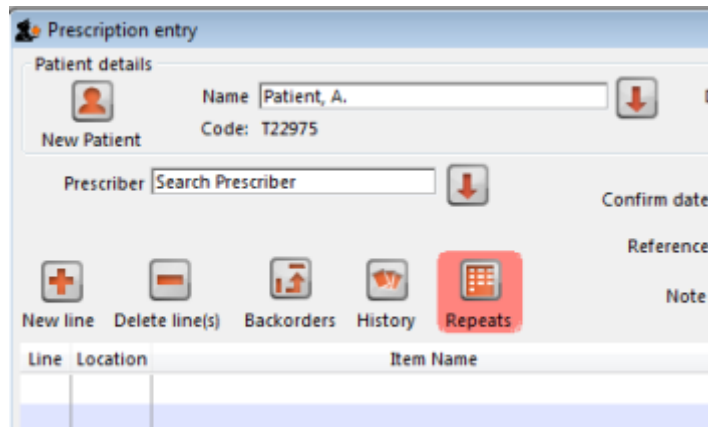 Prescription entry
Patient details
Name Patient, A.
Code: T22975
New Patient
Prescriber Search Prescriber
Confirm date
Reference
Note
New line Delete line(s) Backorders History Repeats
Line Location Item Name